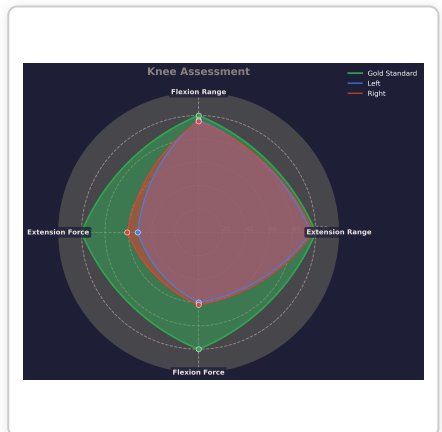 Knee Assessment
Gold Standard
Left
Right
Flexion Range
Extension Force
Extension Range
Flexion Force